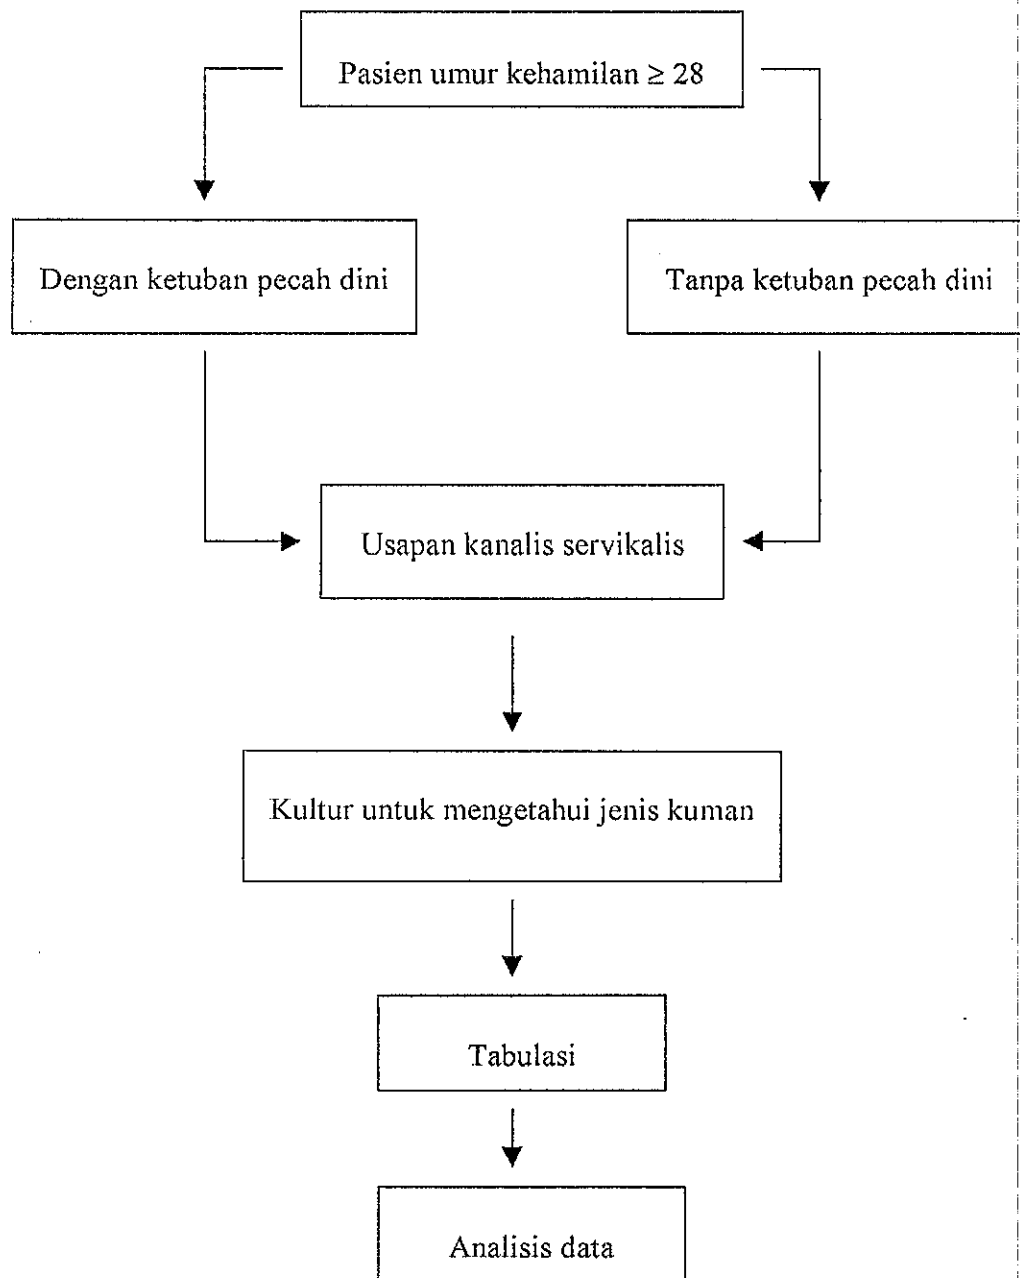 Pasien umur kehamilan ≥ 28
Dengan ketuban pecah dini
Tanpa ketuban pecah dini
Usapan kanalis servikalis
Kultur untuk mengetahui jenis kuman
Tabulasi
Analisis data